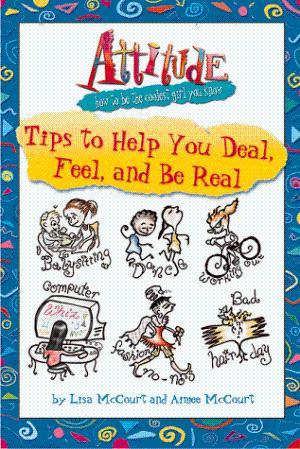 Attitude
how to be the coolest girl you know
Tips to Help You Deal,
Feel, and Be Real
Babysitting
Dance
working out
Computer
Whiz
fashion
no-no's
Bad
hair day
by Lisa McCourt and Aimee McCourt